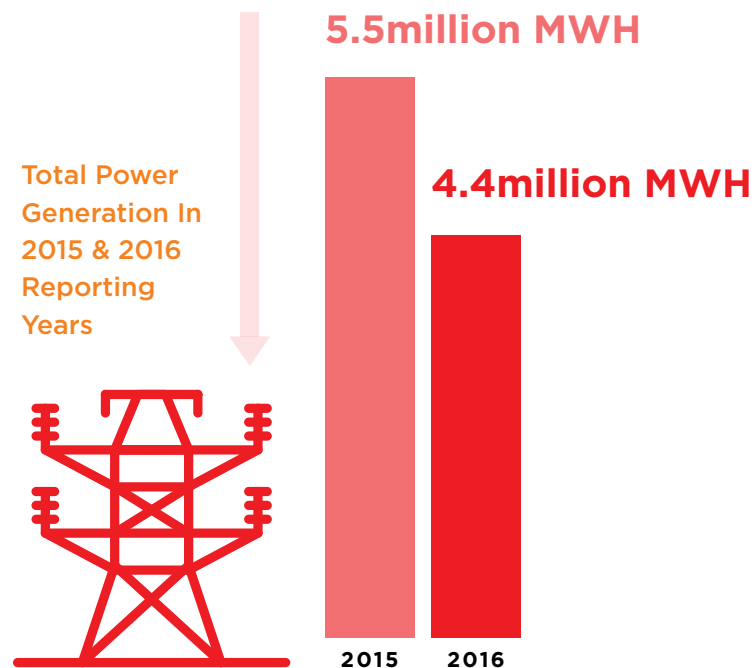 5.5million MWH
4.4million MWH
Total Power
Generation In
2015 & 2016
Reporting
Years
2015
2016